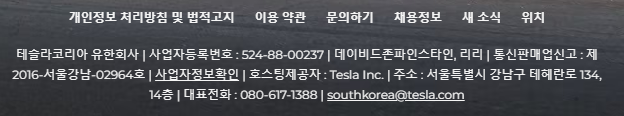 개인정보 처리방침 및 법적고지 이용 약관 문의하기 채용정보 새 소식 위치
테슬라코리아 유한회사 | 사업자등록번호 : 524-88-00237 | 데이비드존파인스타인, 리리 | 통신판매업신고 : 제
2016-서울강남-02964호 | 사업자정보확인 | 호스팅제공자 : Tesla Inc. | 주소 : 서울특별시 강남구 테헤란로 134,
14층 | 대표전화 : 080-617-1388 | southkorea@tesla.com